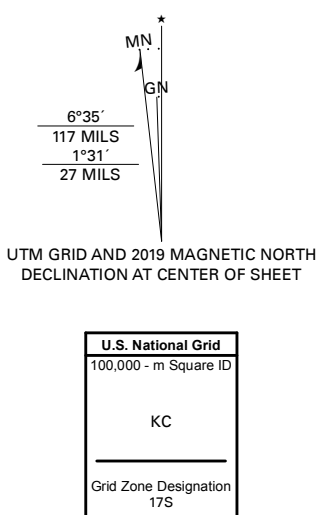 ★
MN
GN
6°35´
117 MILS
1°31´
27 MILS
UTM GRID AND 2019 MAGNETIC NORTH
DECLINATION AT CENTER OF SHEET
U.S. National Grid
100,000 - m Square ID
KC
Grid Zone Designation
17S